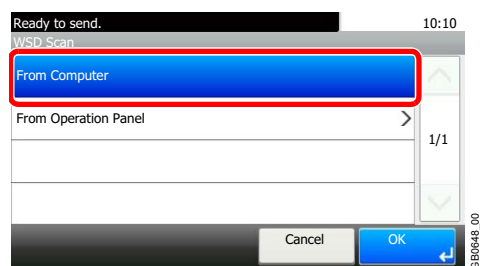 Ready to send. 10:10
WSD Scan
From Computer
From Operation Panel
1/1
Cancel OK
GB0648_00